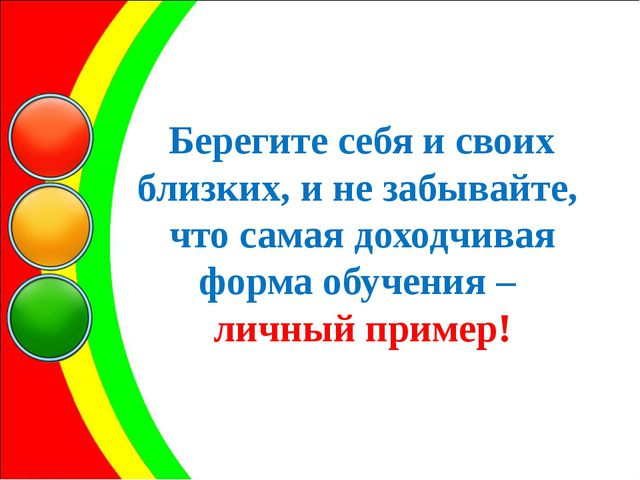 Берегите себя и своих
близких, и не забывайте,
что самая доходчивая
форма обучения –
личный пример!